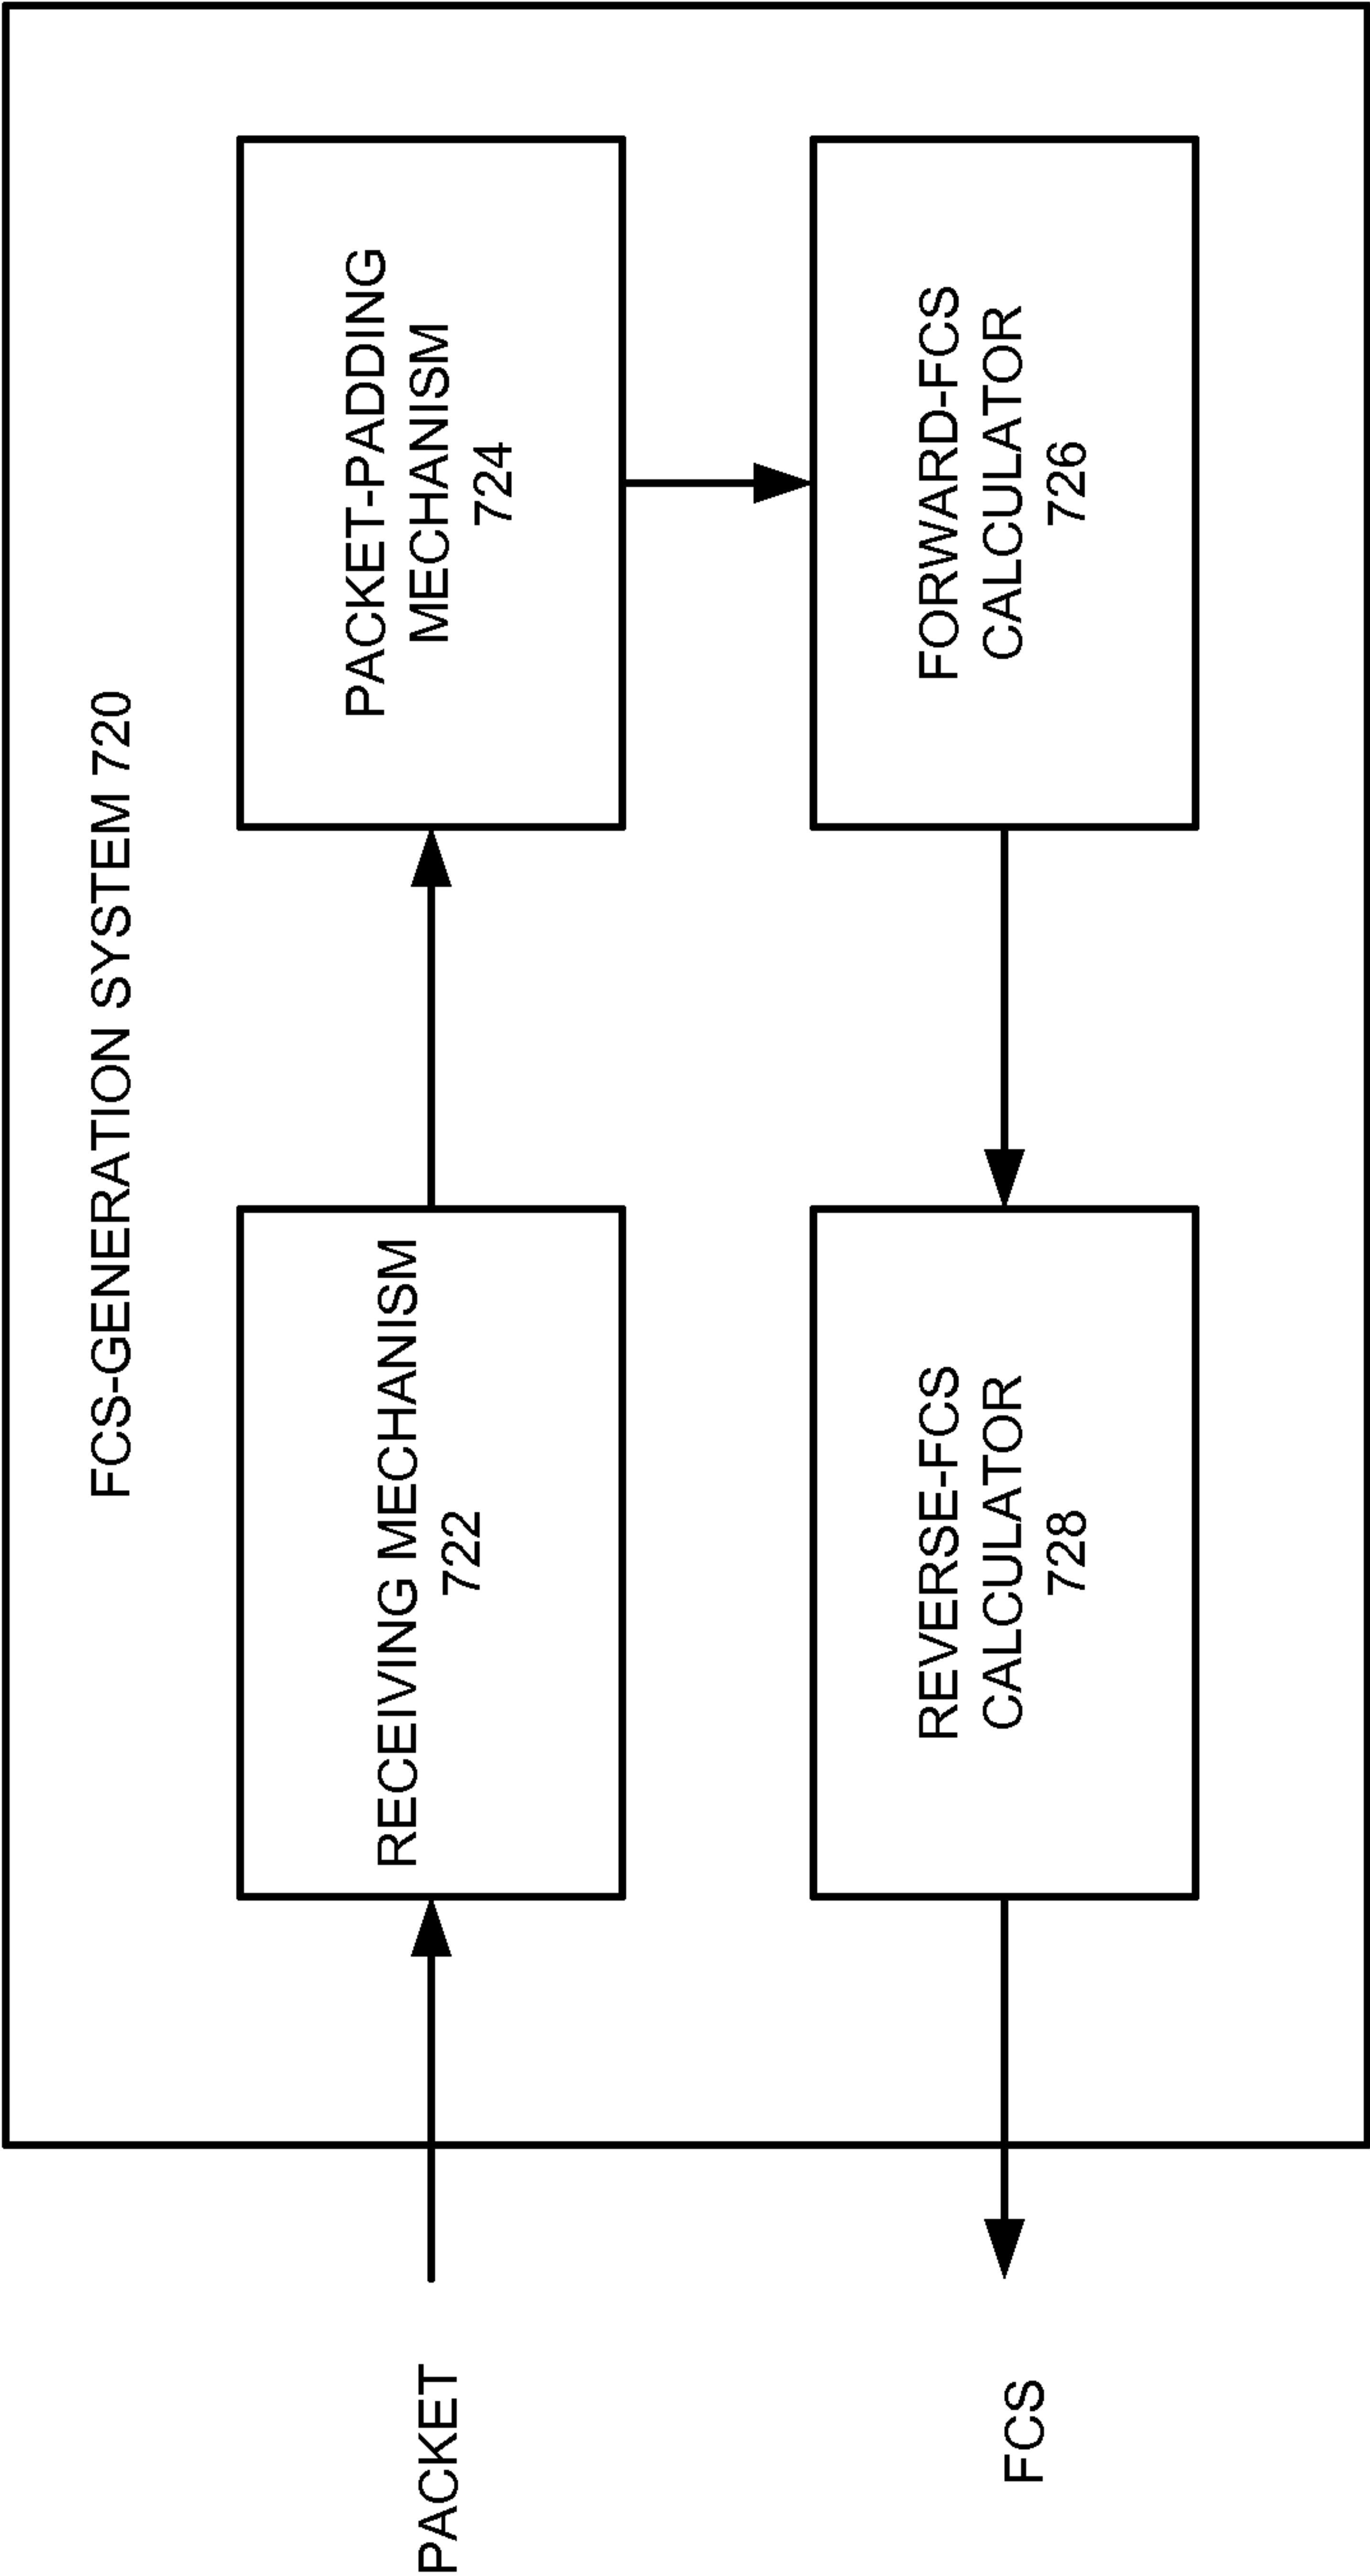 FCS-GENERATION SYSTEM 720
PACKET
RECEIVING MECHANISM
722
PACKET-PADDING
MECHANISM
724
FCS
REVERSE-FCS
CALCULATOR
728
FORWARD-FCS
CALCULATOR
726